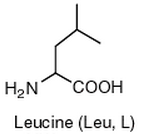 H₂N COOH
Leucine (Leu, L)